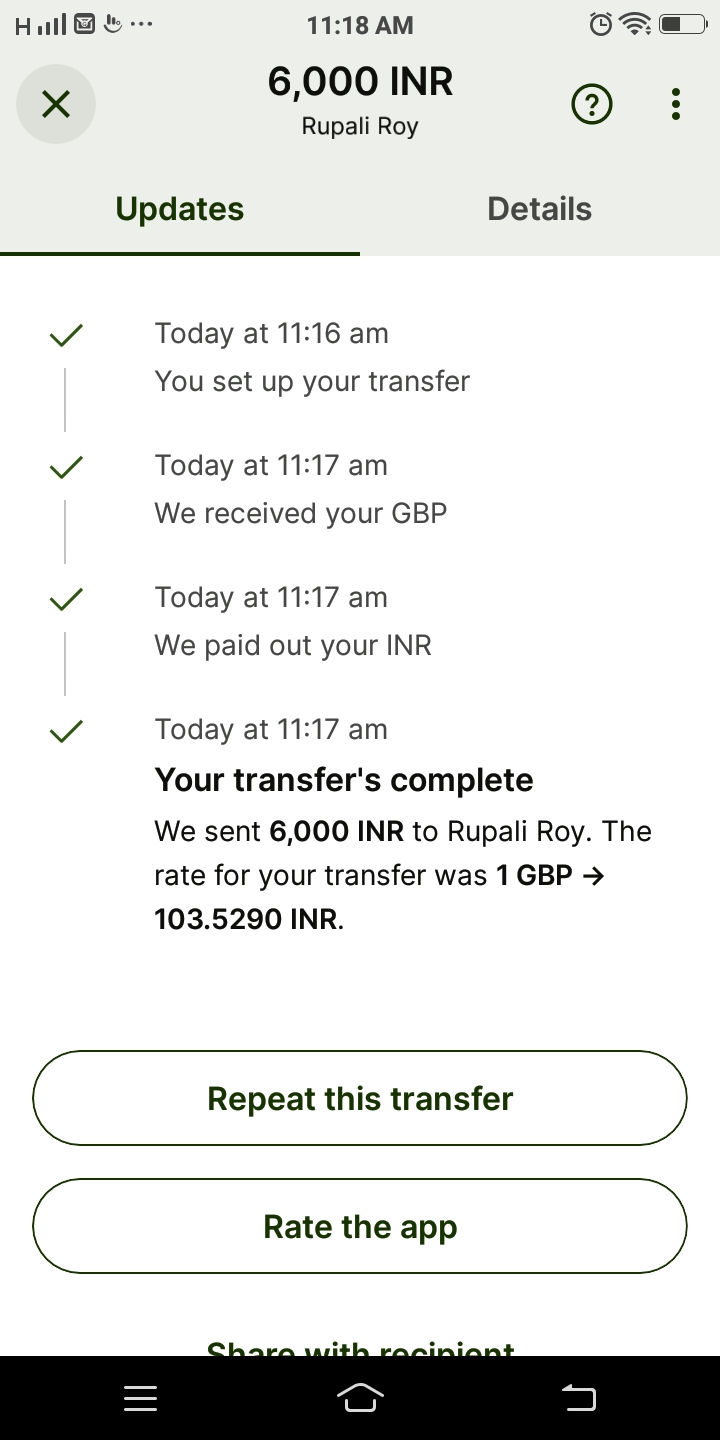 H 11:18 AM
6,000 INR
Rupali Roy
?
Updates Details
Today at 11:16 am
You set up your transfer
Today at 11:17 am
We received your GBP
Today at 11:17 am
We paid out your INR
Today at 11:17 am
Your transfer's complete
We sent 6,000 INR to Rupali Roy. The
rate for your transfer was 1 GBP →
103.5290 INR.
Repeat this transfer
Rate the app
Share with recipient